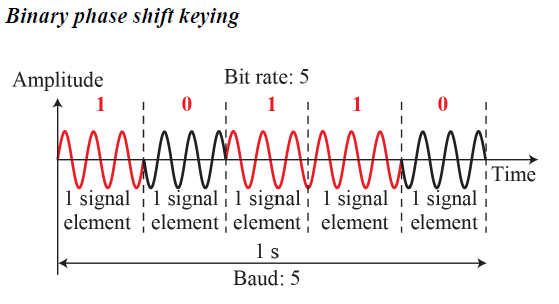 Binary phase shift keying
Amplitude
Bit rate: 5
1 0 1 1 0
Time
1 signal element
1 signal element
1 signal element
1 signal element
1 signal element
1 s
Baud: 5